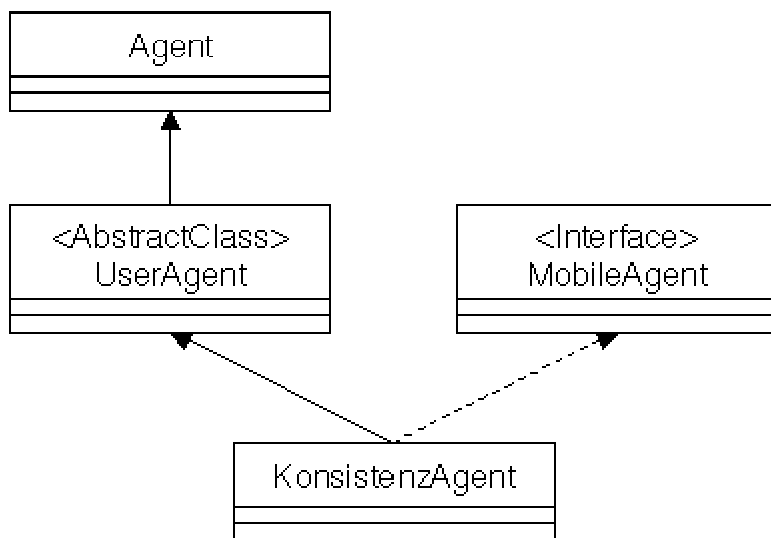 Agent
<AbstractClass>
UserAgent
<Interface>
MobileAgent
KonsistenzAgent